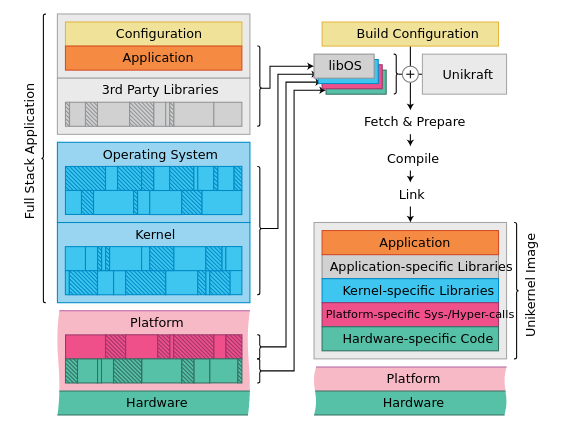 Full Stack Application
Configuration
Application
3rd Party Libraries
Operating System
Kernel
Platform
Hardware
Build Configuration
libOS
+
Unikraft
Fetch & Prepare
Compile
Link
Application
Application-specific Libraries
Kernel-specific Libraries
Platform-specific Sys-/Hyper-calls
Hardware-specific Code
Unikernel Image
Platform
Hardware